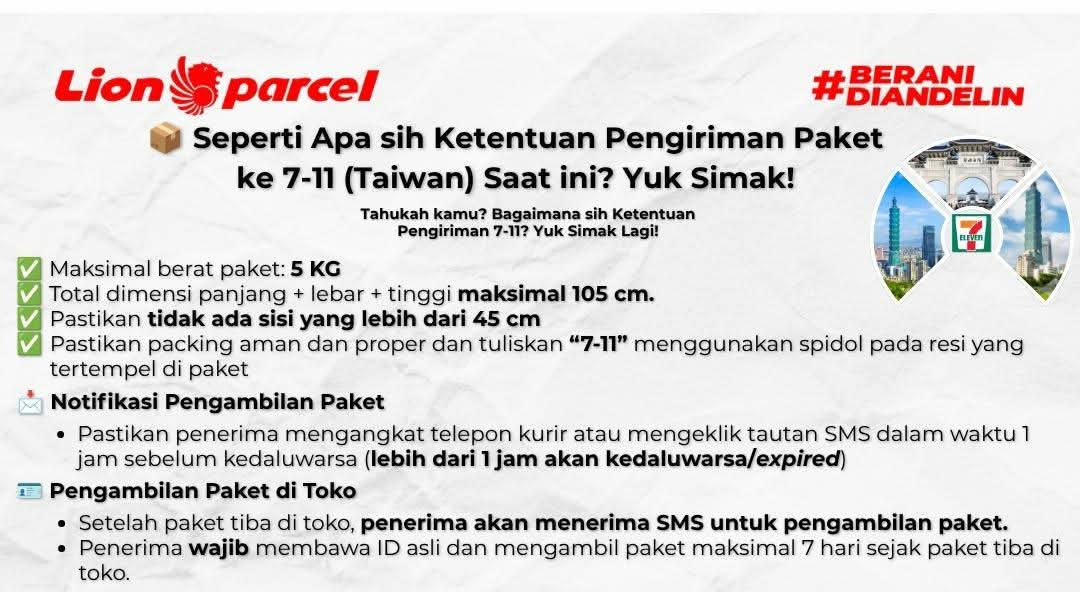 Lion parcel
#BERANI
DIANDELIN
📦 Seperti Apa sih Ketentuan Pengiriman Paket
ke 7-11 (Taiwan) Saat ini? Yuk Simak!
Tahukah kamu? Bagaimana sih Ketentuan
Pengiriman 7-11? Yuk Simak Lagi!
7
ELEVEN
✅ Maksimal berat paket: 5 KG
✅ Total dimensi panjang + lebar + tinggi maksimal 105 cm.
✅ Pastikan tidak ada sisi yang lebih dari 45 cm
✅ Pastikan packing aman dan proper dan tuliskan “7-11” menggunakan spidol pada resi yang
tertempel di paket
📩 Notifikasi Pengambilan Paket
• Pastikan penerima mengangkat telepon kurir atau mengeklik tautan SMS dalam waktu 1
jam sebelum kedaluwarsa (lebih dari 1 jam akan kedaluwarsa/expired)
🪪 Pengambilan Paket di Toko
• Setelah paket tiba di toko, penerima akan menerima SMS untuk pengambilan paket.
• Penerima wajib membawa ID asli dan mengambil paket maksimal 7 hari sejak paket tiba di
toko.